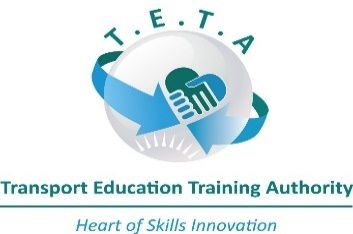 T.E.T.A
Transport Education Training Authority
Heart of Skills Innovation